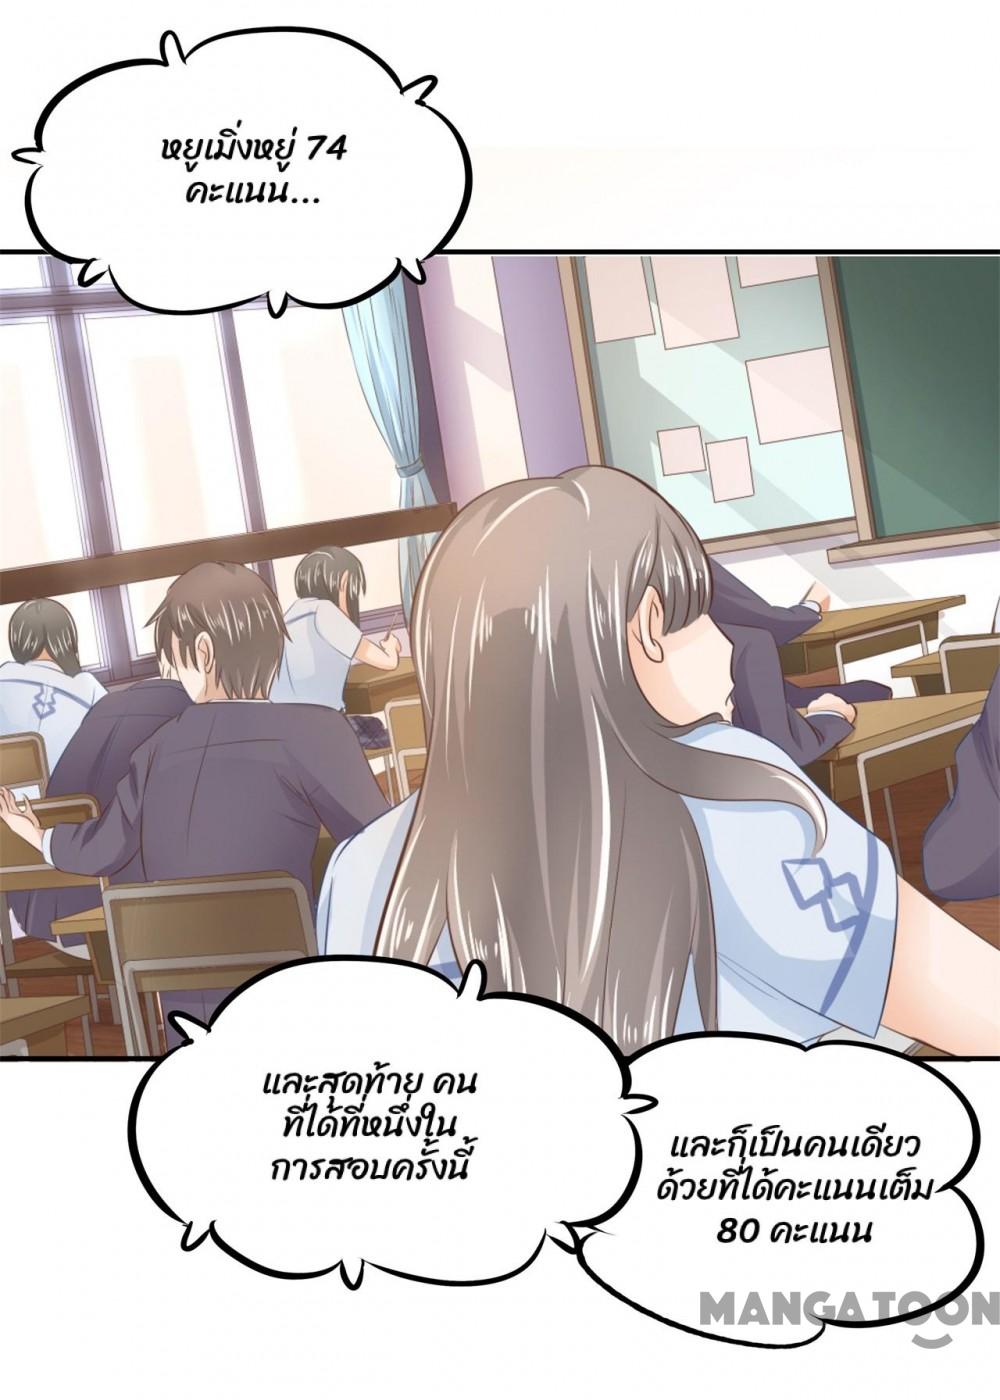 หยูเมิ่งหยู่ 74
คะแนน...
และสุดท้าย คน
ที่ได้ที่หนึ่งใน
การสอบครั้งนี้
และก็เป็นคนเดียว
ด้วยที่ได้คะแนนเต็ม
80 คะแนน
MANGATOON